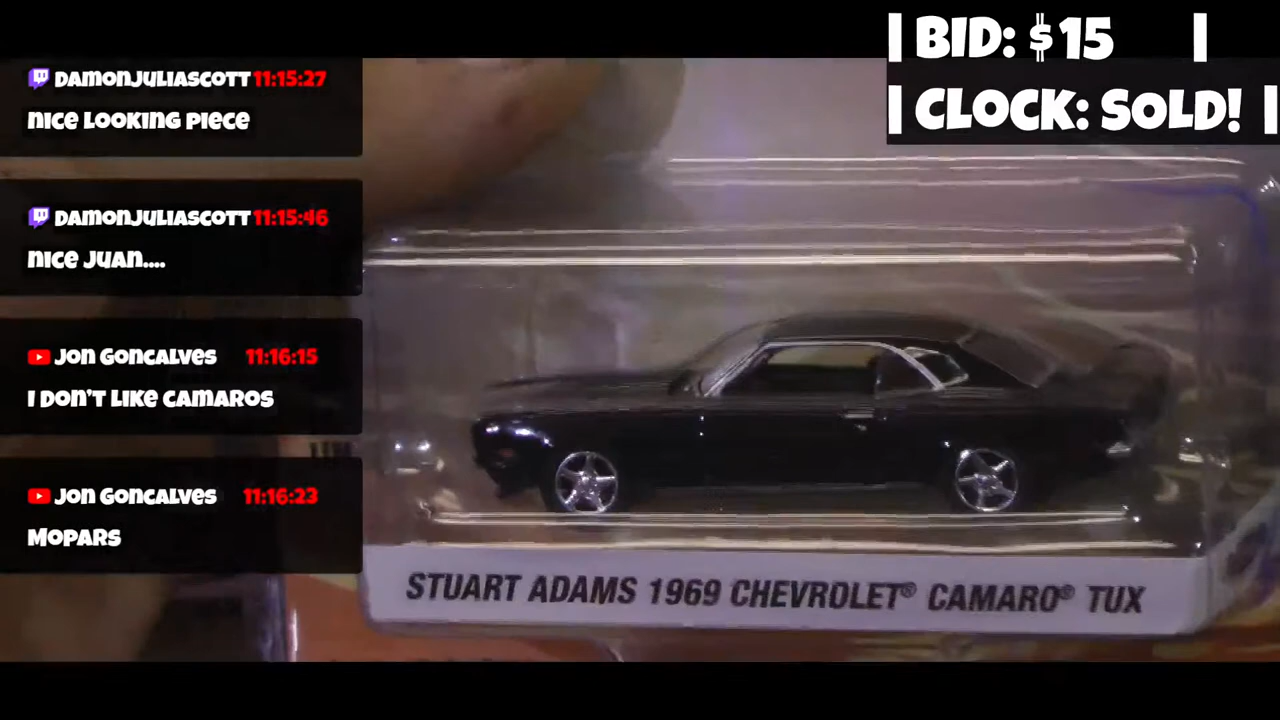 | BID: $15 |
| CLOCK: SOLD! |
DAMONJULIASCOTT 11:15:27
NICE LOOKING PIECE
DAMONJULIASCOTT 11:15:46
NICE JUAN....
JON GONCALVES 11:16:15
I DON'T LIKE CAMAROS
JON GONCALVES 11:16:23
MOPARS
STUART ADAMS 1969 CHEVROLET® CAMARO® TUX